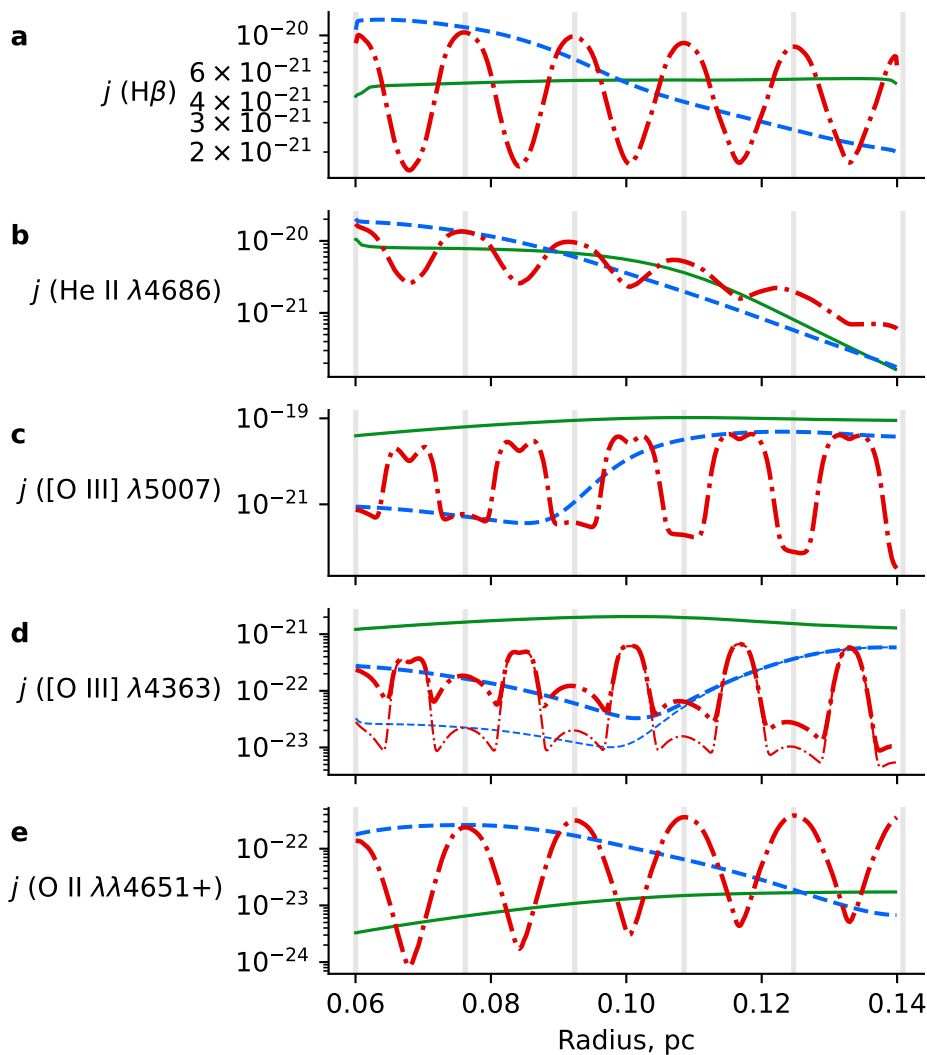 a
j (Hβ)
10⁻²⁰
6 × 10⁻²¹
4 × 10⁻²¹
3 × 10⁻²¹
2 × 10⁻²¹
b
j (He II λ4686)
10⁻²⁰
10⁻²¹
c
j ([O III] λ5007)
10⁻¹⁹
10⁻²¹
d
j ([O III] λ4363)
10⁻²¹
10⁻²²
10⁻²³
e
j (O II λλ4651+)
10⁻²²
10⁻²³
10⁻²⁴
0.06 0.08 0.10 0.12 0.14
Radius, pc